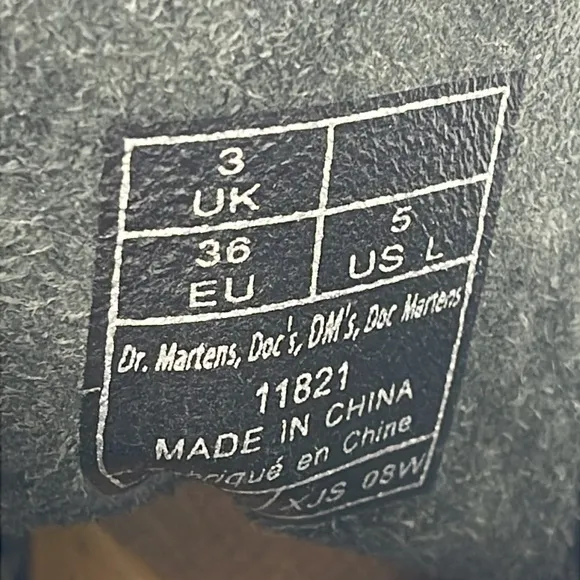 3
UK
36
EU
5
US L
Dr. Martens, Doc's, DM's, Doc Martens
11821
MADE IN CHINA
en Chine
XJS 08W